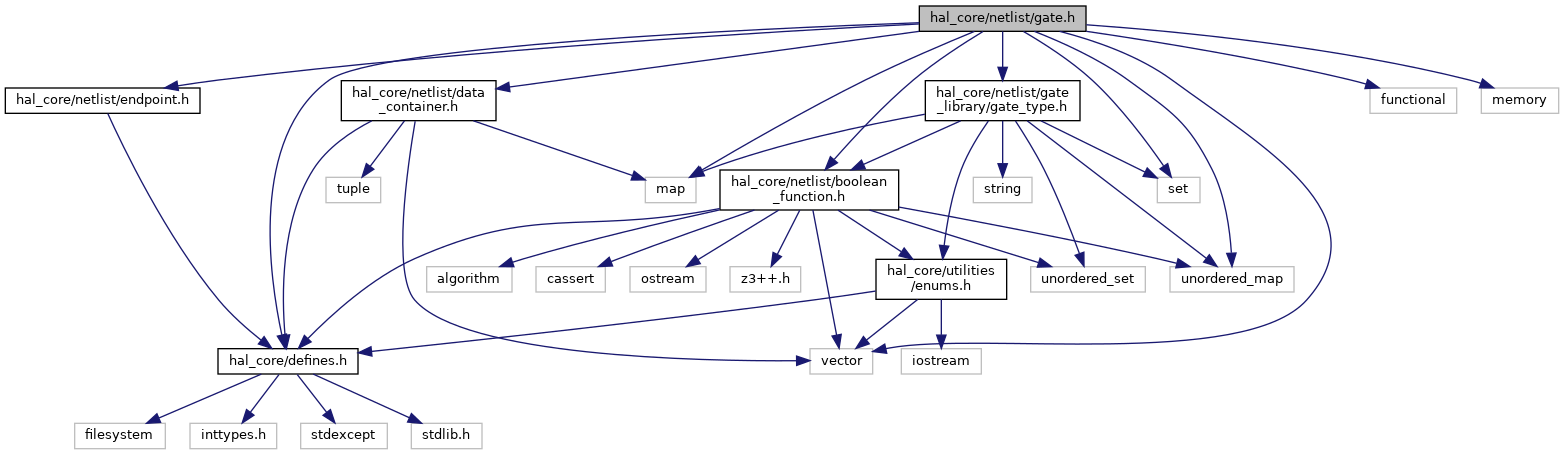 hal_core/netlist/gate.h
hal_core/netlist/endpoint.h
hal_core/netlist/data
_container.h
hal_core/netlist/gate
_library/gate_type.h
functional
memory
tuple
map
hal_core/netlist/boolean
_function.h
string
set
algorithm
cassert
ostream
z3++.h
hal_core/utilities
/enums.h
unordered_set
unordered_map
hal_core/defines.h
vector
iostream
filesystem
inttypes.h
stdexcept
stdlib.h